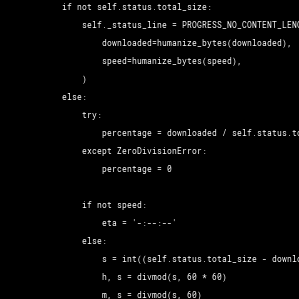 if not self.status.total_size:
self._status_line = PROGRESS_NO_CONTENT_LENG
downloaded=humanize_bytes(downloaded),
speed=humanize_bytes(speed),
)
else:
try:
percentage = downloaded / self.status.to
except ZeroDivisionError:
percentage = 0
if not speed:
eta = '-:--:--'
else:
s = int((self.status.total_size - downlo
h, s = divmod(s, 60 * 60)
m, s = divmod(s, 60)